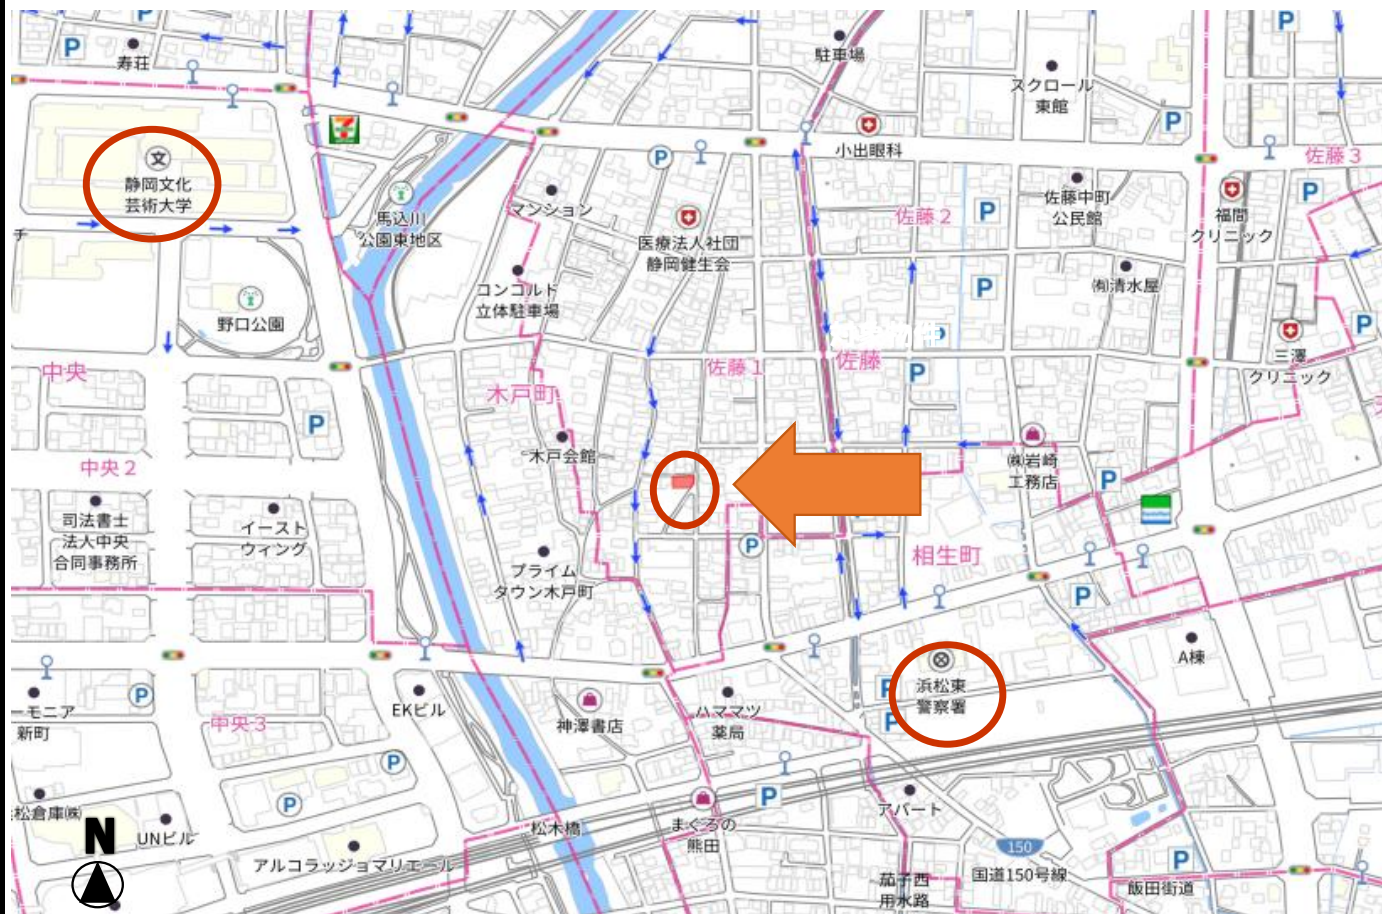 P
P
P
寿荘
駐車場
スクロール
東館
P
小出眼科
佐藤3
文
静岡文化
芸術大学
P
マンション
馬込川
公園東地区
医療法人社団
静岡健生会
佐藤2
P
佐藤中町
公民館
福間
クリニック
P
チ
コンコルド
立体駐車場
P
㈲清水屋
野口公園
P
三澤
クリニック
P
中央
木戸町
佐藤1
佐藤
P
P
木戸会館
㈱岩崎
工務店
P
中央2
司法書士
法人中央
合同事務所
イースト
ウィング
プライム
タウン木戸町
P
相生町
P
A棟
P
ーモニア
新町
中央3
EKビル
神澤書店
ハママツ
薬局
P
P
浜松東
警察署
P
P
P
松倉庫㈱
N
UNビル
アルコラッジョマリエール
松木橋
まぐろの
熊田
アパート
150
国道150号線
茄子西
用水路
P
飯田街道